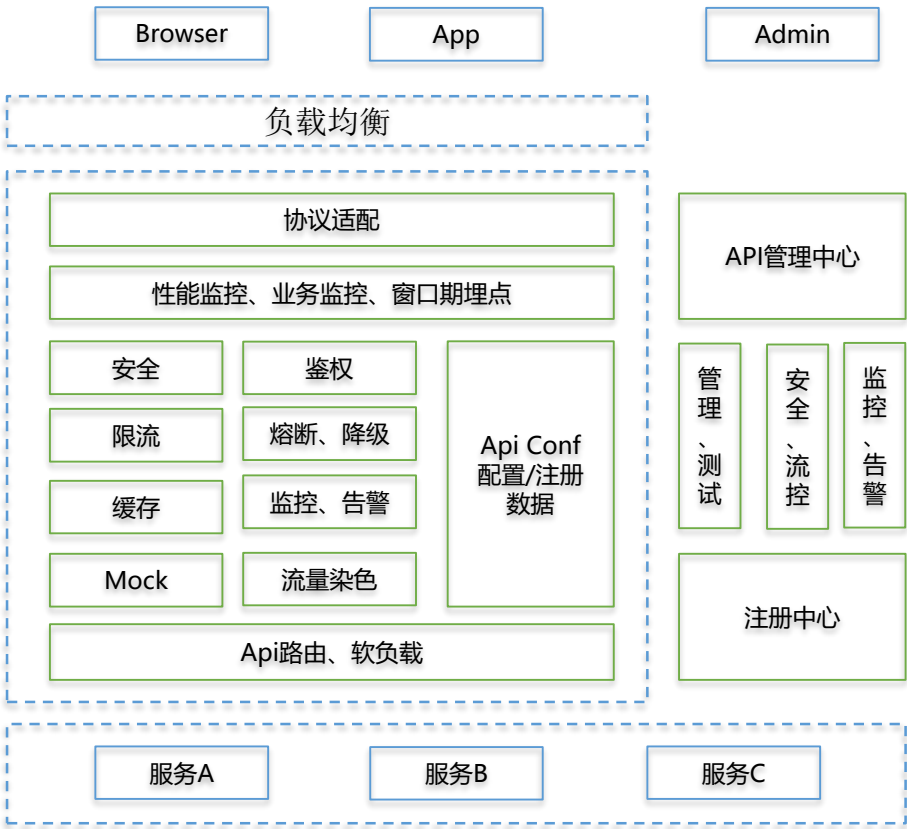 Browser
App
Admin
负载均衡
协议适配
性能监控、业务监控、窗口期埋点
安全
鉴权
限流
熔断、降级
缓存
监控、告警
Mock
流量染色
Api Conf
配置/注册
数据
Api路由、软负载
API管理中心
管理、测试
安全、流控
监控、告警
注册中心
服务A
服务B
服务C